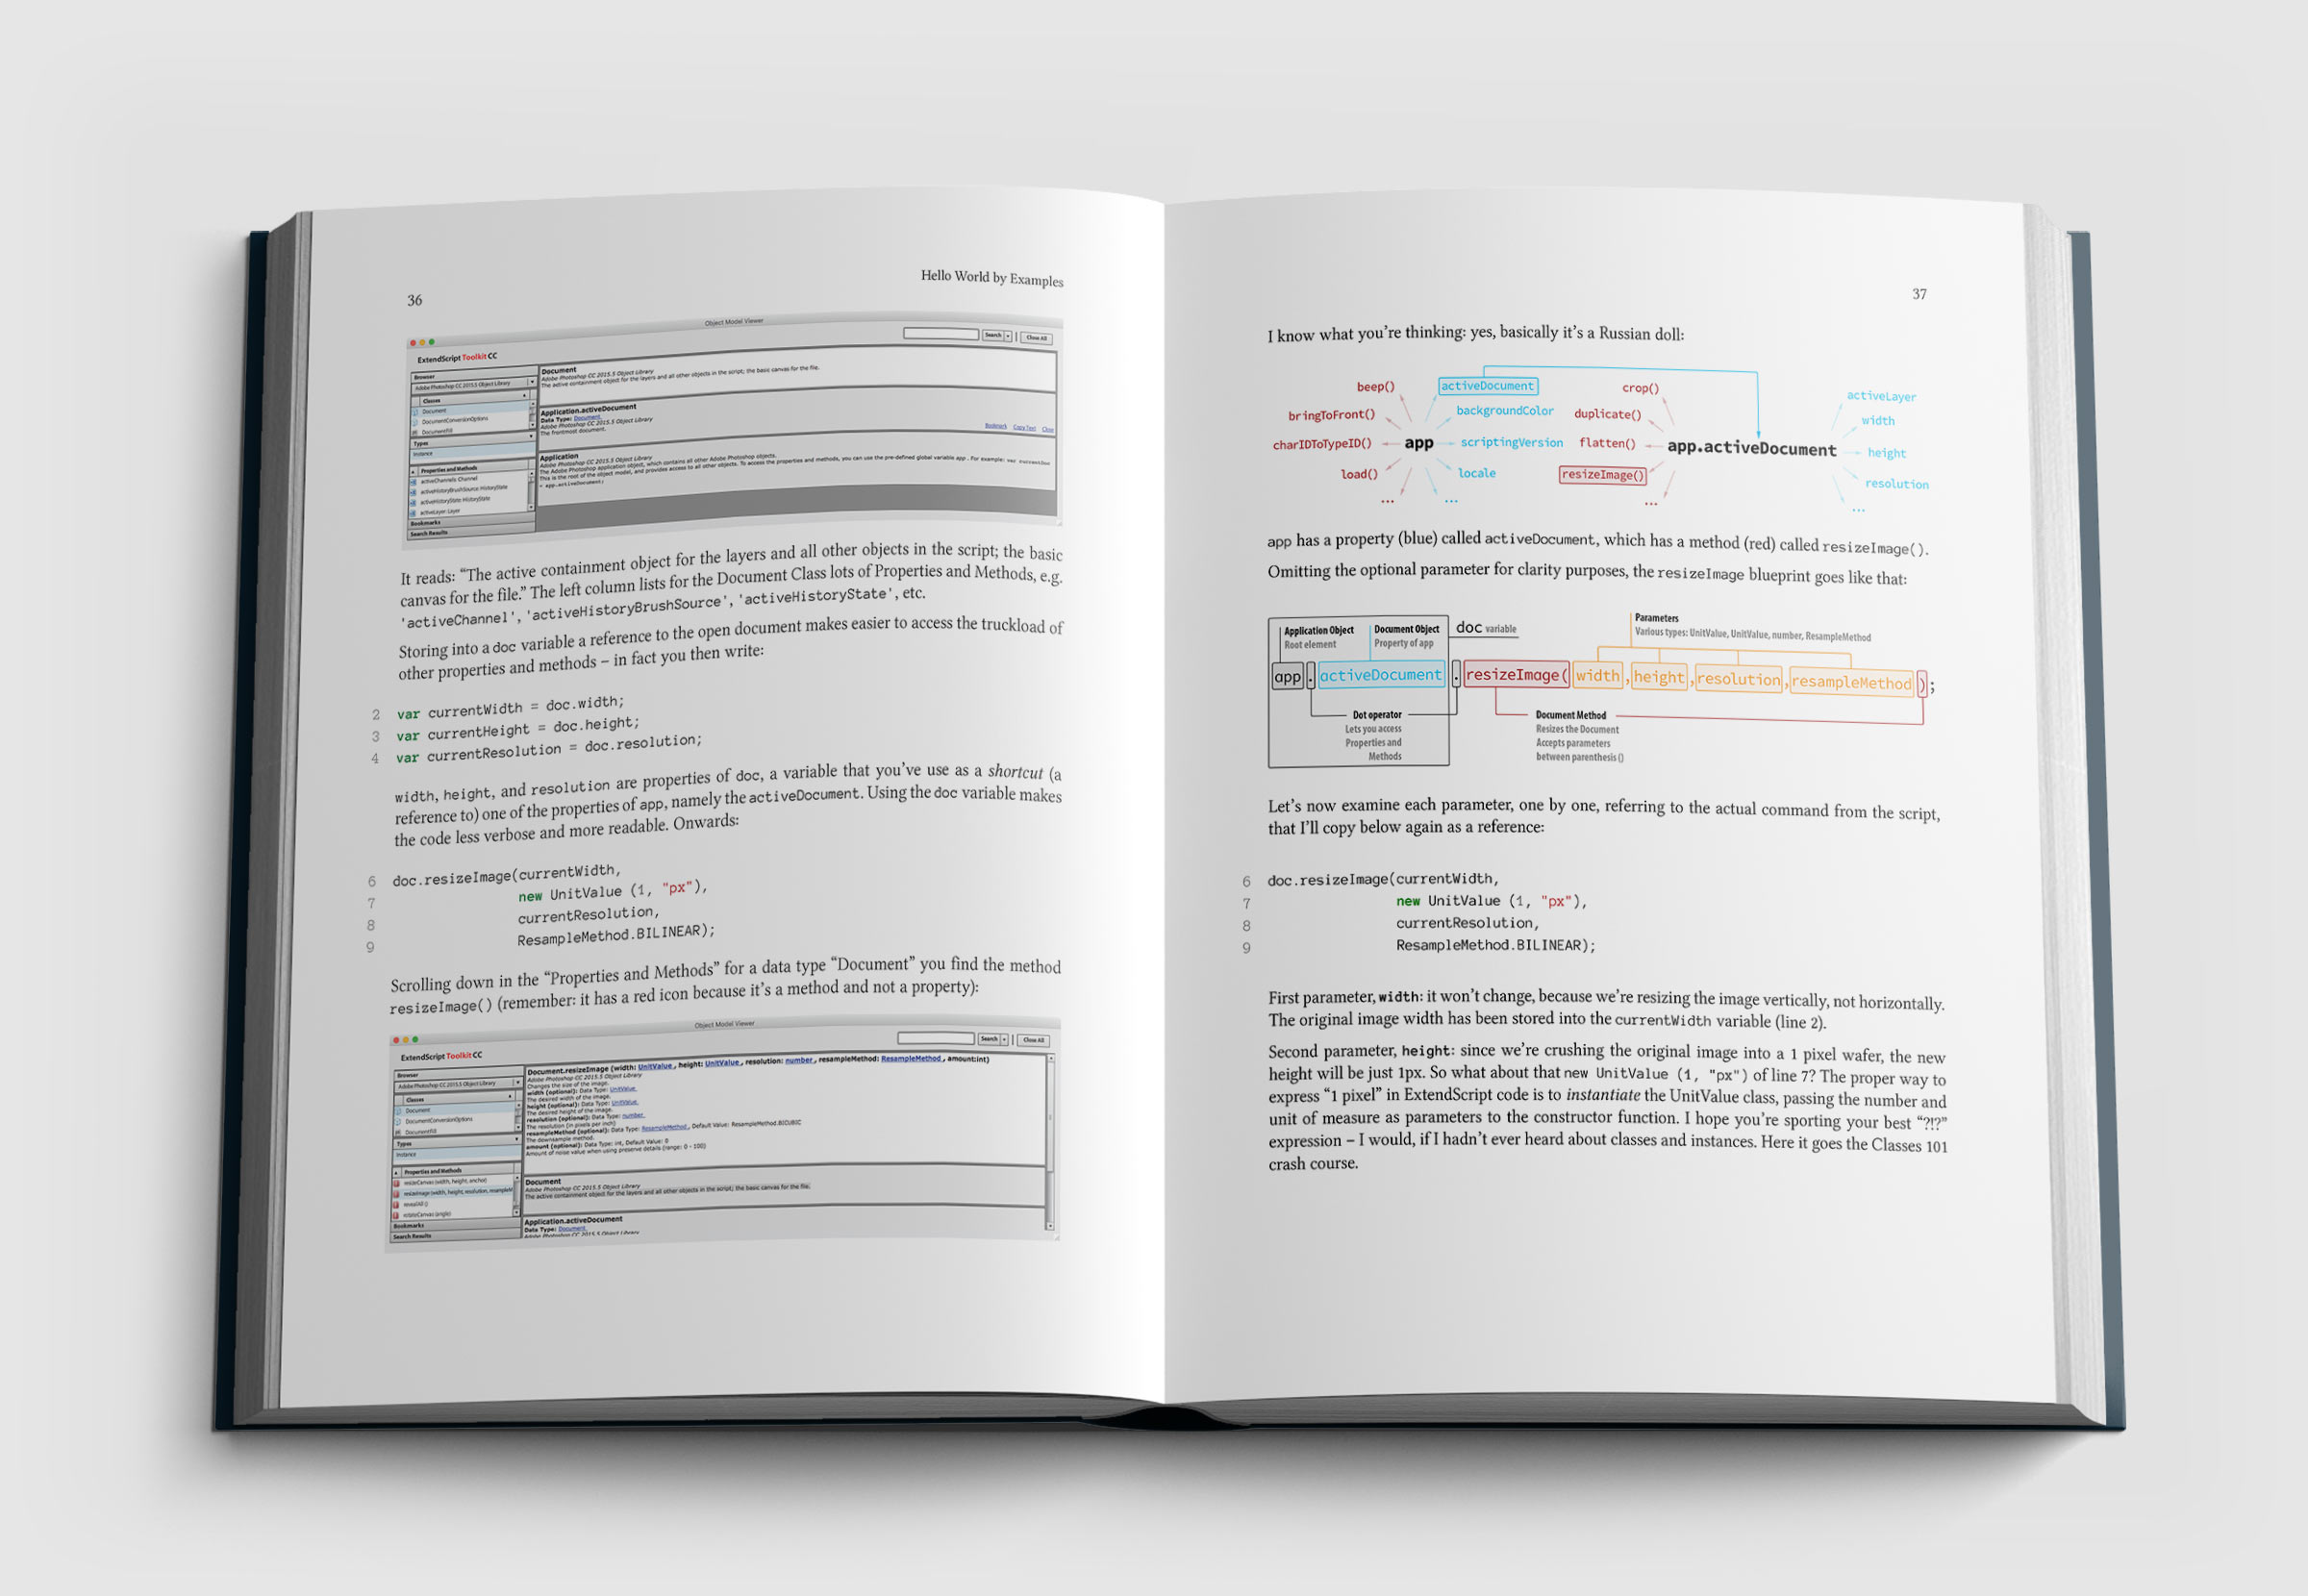 36
Hello World by Examples
Object Model Viewer
Search
Close All
ExtendScript Toolkit CC
Browser
Adobe Photoshop CC 2015.5 Object Library
Classes
Document
DocumentConversionOptions
DocumentFill
Types
Instance
Properties and Methods
activeChannels: Channel
activeHistoryBrushSource: HistoryState
activeHistoryState: HistoryState
activeLayer: Layer
Bookmarks
Search Results
Document
Adobe Photoshop CC 2015.5 Object Library
The active containment object for the layers and all other objects in the script; the basic canvas for the file.
Application.activeDocument
Data Type: Document
Adobe Photoshop CC 2015.5 Object Library
The frontmost document.
Bookmark Copy Text Close
Application
Adobe Photoshop CC 2015.5 Object Library
The Adobe Photoshop application object, which contains all other Adobe Photoshop objects.
This is the root of the object model, and provides access to all other objects. To access the properties and methods, you can use the pre-defined global variable app . For example: var currentDoc
= app.activeDocument;
It reads: “The active containment object for the layers and all other objects in the script; the basic
canvas for the file.” The left column lists for the Document Class lots of Properties and Methods, e.g.
'activeChannel', 'activeHistoryBrushSource', 'activeHistoryState', etc.
Storing into a doc variable a reference to the open document makes easier to access the truckload of
other properties and methods – in fact you then write:
2 var currentWidth = doc.width;
3 var currentHeight = doc.height;
4 var currentResolution = doc.resolution;
width, height, and resolution are properties of doc, a variable that you’ve use as a shortcut (a
reference to) one of the properties of app, namely the activeDocument. Using the doc variable makes
the code less verbose and more readable. Onwards:
6 doc.resizeImage(currentWidth,
7 new UnitValue (1, "px"),
8 currentResolution,
9 ResampleMethod.BILINEAR);
Scrolling down in the “Properties and Methods” for a data type “Document” you find the method
resizeImage() (remember: it has a red icon because it’s a method and not a property):
Object Model Viewer
Search
Close All
ExtendScript Toolkit CC
Browser
Adobe Photoshop CC 2015.5 Object Library
Classes
Document
DocumentConversionOptions
DocumentFill
Types
Instance
Properties and Methods
resizeCanvas (width, height, anchor)
resizeImage (width, height, resolution, resampleM
revealAll ()
rotateCanvas (angle)
Bookmarks
Search Results
Document.resizeImage (width: UnitValue , height: UnitValue , resolution: number , resampleMethod: ResampleMethod , amount:int)
Adobe Photoshop CC 2015.5 Object Library
Changes the size of the image.
width (optional): Data Type: UnitValue
The desired width of the image.
height (optional): Data Type: UnitValue
The desired height of the image.
resolution (optional): Data Type: number
The resolution (in pixels per inch)
resampleMethod (optional): Data Type: ResampleMethod , Default Value: ResampleMethod.BICUBIC
The downsample method.
amount (optional): Data Type: int, Default Value: 0
Amount of noise value when using preserve details (range: 0 - 100)
Document
Adobe Photoshop CC 2015.5 Object Library
The active containment object for the layers and all other objects in the script; the basic canvas for the file.
Application.activeDocument
Data Type: Document
Adobe Photoshop CC 2015.5 Object Library
37
I know what you’re thinking: yes, basically it’s a Russian doll:
beep()
bringToFront()
charIDToTypeID()
load()
...
app
activeDocument
backgroundColor
scriptingVersion
locale
...
crop()
duplicate()
flatten()
resizeImage()
...
app.activeDocument
activeLayer
width
height
resolution
...
app has a property (blue) called activeDocument, which has a method (red) called resizeImage().
Omitting the optional parameter for clarity purposes, the resizeImage blueprint goes like that:
Application Object
Root element
Document Object
Property of app
doc variable
Parameters
Various types: UnitValue, UnitValue, number, ResampleMethod
app.activeDocument.resizeImage(width,height,resolution,resampleMethod);
Dot operator
Lets you access
Properties and
Methods
Document Method
Resizes the Document
Accepts parameters
between parenthesis ()
Let’s now examine each parameter, one by one, referring to the actual command from the script,
that I’ll copy below again as a reference:
6 doc.resizeImage(currentWidth,
7 new UnitValue (1, "px"),
8 currentResolution,
9 ResampleMethod.BILINEAR);
First parameter, width: it won’t change, because we’re resizing the image vertically, not horizontally.
The original image width has been stored into the currentWidth variable (line 2).
Second parameter, height: since we’re crushing the original image into a 1 pixel wafer, the new
height will be just 1px. So what about that new UnitValue (1, "px") of line 7? The proper way to
express “1 pixel” in ExtendScript code is to instantiate the UnitValue class, passing the number and
unit of measure as parameters to the constructor function. I hope you’re sporting your best “?!?”
expression – I would, if I hadn’t ever heard about classes and instances. Here it goes the Classes 101
crash course.